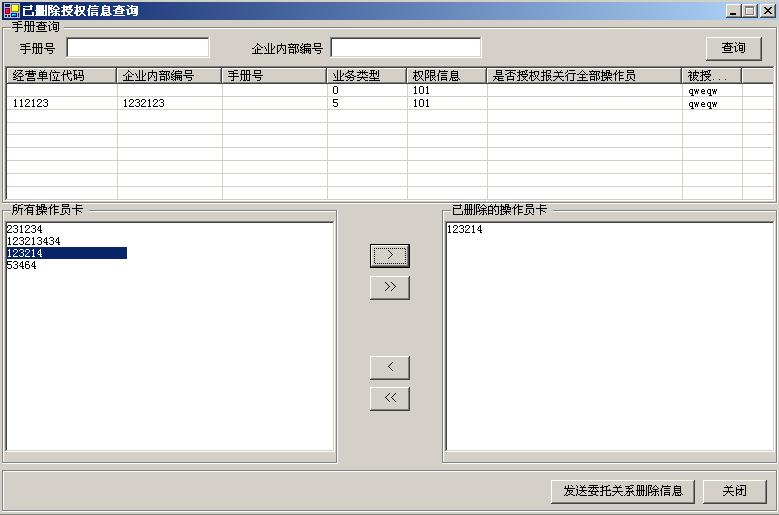 已删除授权信息查询
手册查询
手册号 企业内部编号 查询
经营单位代码 企业内部编号 手册号 业务类型 权限信息 是否授权报关行全部操作员 被授...
0 101 qweqw
112123 1232123 5 101 qweqw
所有操作员卡 已删除的操作员卡
231234 123214
123213434
123214
53464
>
>>
<
<<
发送委托关系删除信息 关闭